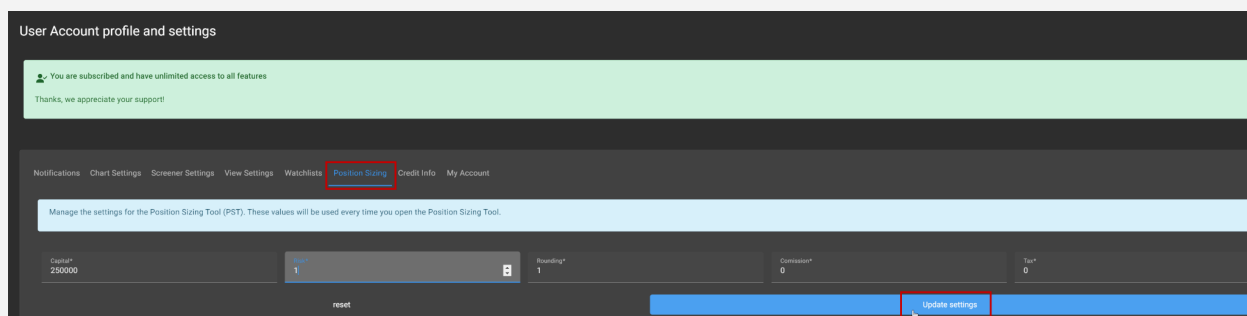 User Account profile and settings
You are subscribed and have unlimited access to all features
Thanks, we appreciate your support!
Notifications Chart Settings Screener Settings View Settings Watchlists Position Sizing Credit Info My Account
Manage the settings for the Position Sizing Tool (PST). These values will be used every time you open the Position Sizing Tool.
Capital* Rounding* Comission* Tax*
250000 1 1 0 0
reset Update settings